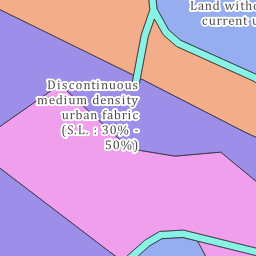 Land witho
current u
Discontinuous
medium density
urban fabric
(S.L. : 30% -
50%)